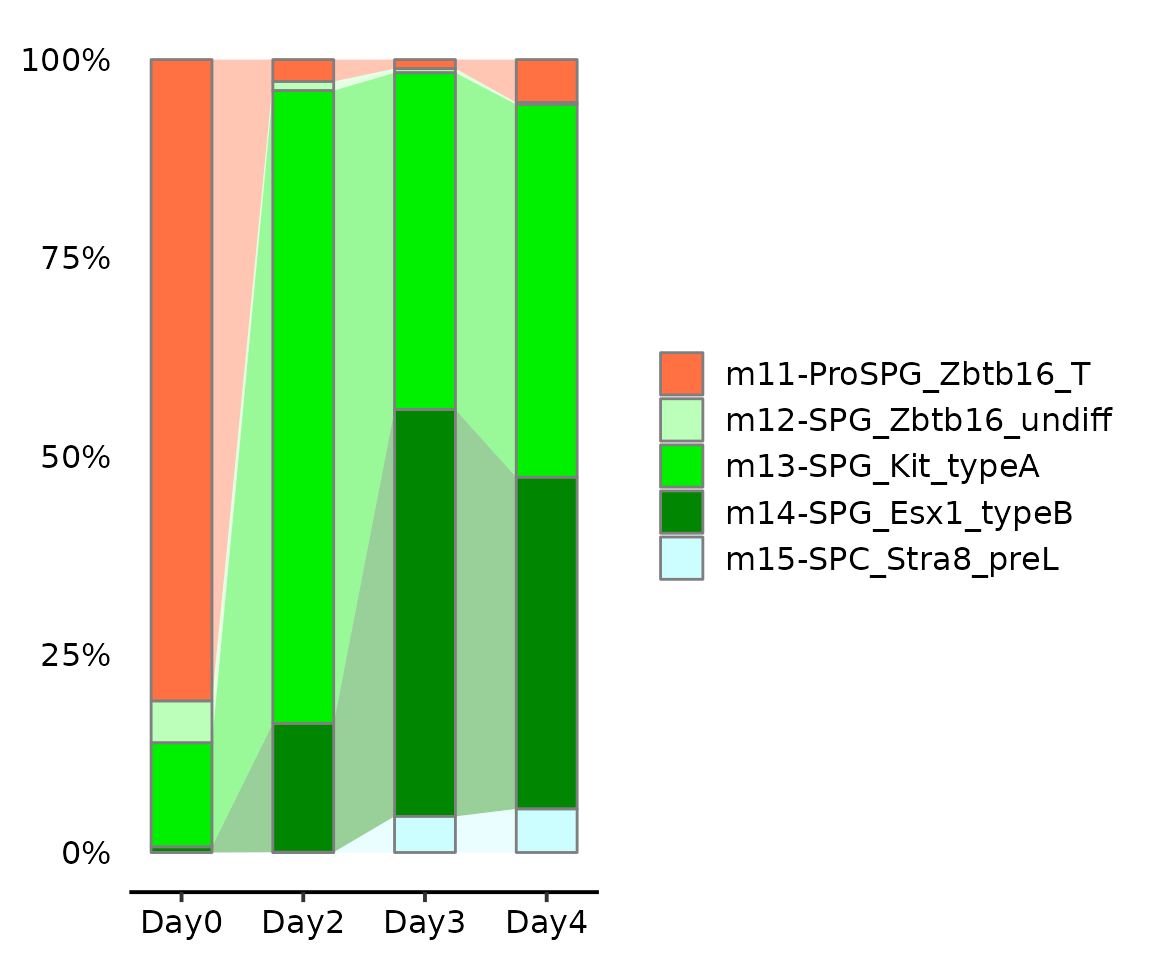 100%
75%
50%
25%
0%
Day0 Day2 Day3 Day4
m11-ProSPG_Zbtb16_T
m12-SPG_Zbtb16_undiff
m13-SPG_Kit_typeA
m14-SPG_Esx1_typeB
m15-SPC_Stra8_preL